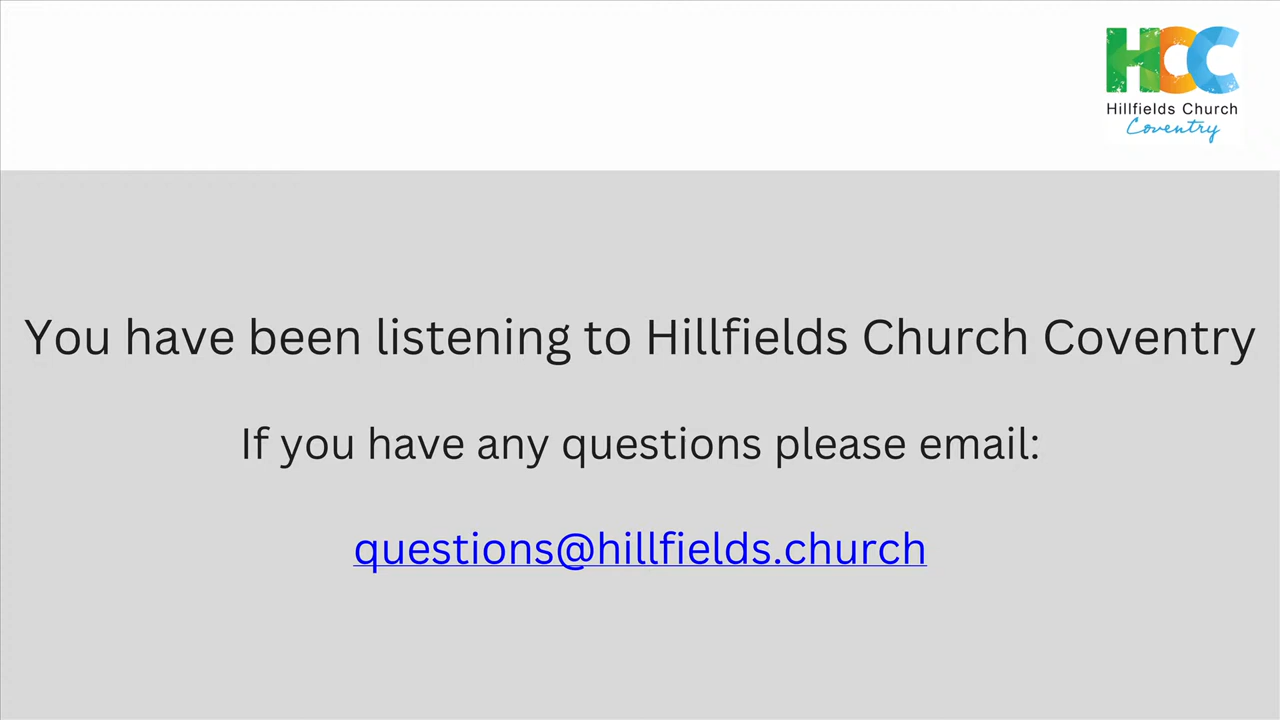 HCC
Hillfields Church
Coventry
You have been listening to Hillfields Church Coventry
If you have any questions please email:
questions@hillfields.church